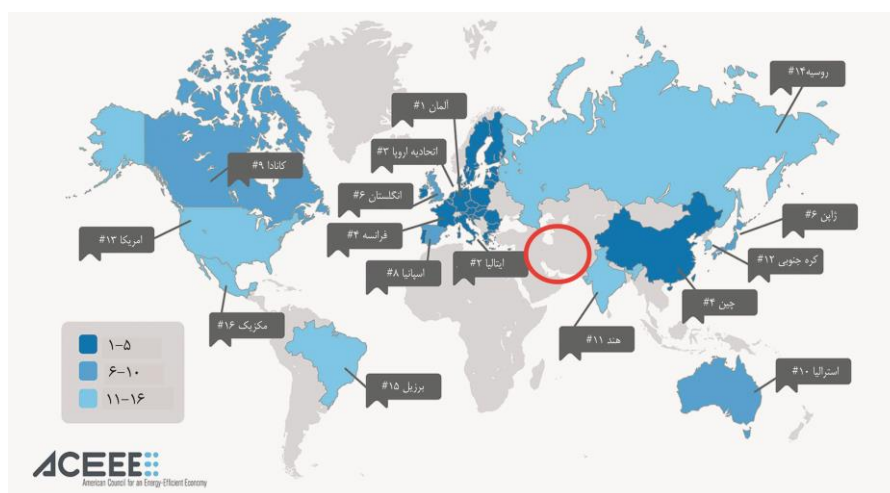 روسیه #۱۴
آلمان #۱
اتحادیه اروپا #۳
کانادا #۹
انگلستان #۶
ژاپن #۶
فرانسه #۴
امریکا #۱۳
ایتالیا #۲
اسپانیا #۸
کره جنوبی #۱۲
چین #۴
مکزیک #۱۶
هند #۱۱
۱-۵
۶-۱۰
۱۱-۱۶
برزیل #۱۵
استرالیا #۱۰
ACEEE
American Council for an Energy-Efficient Economy